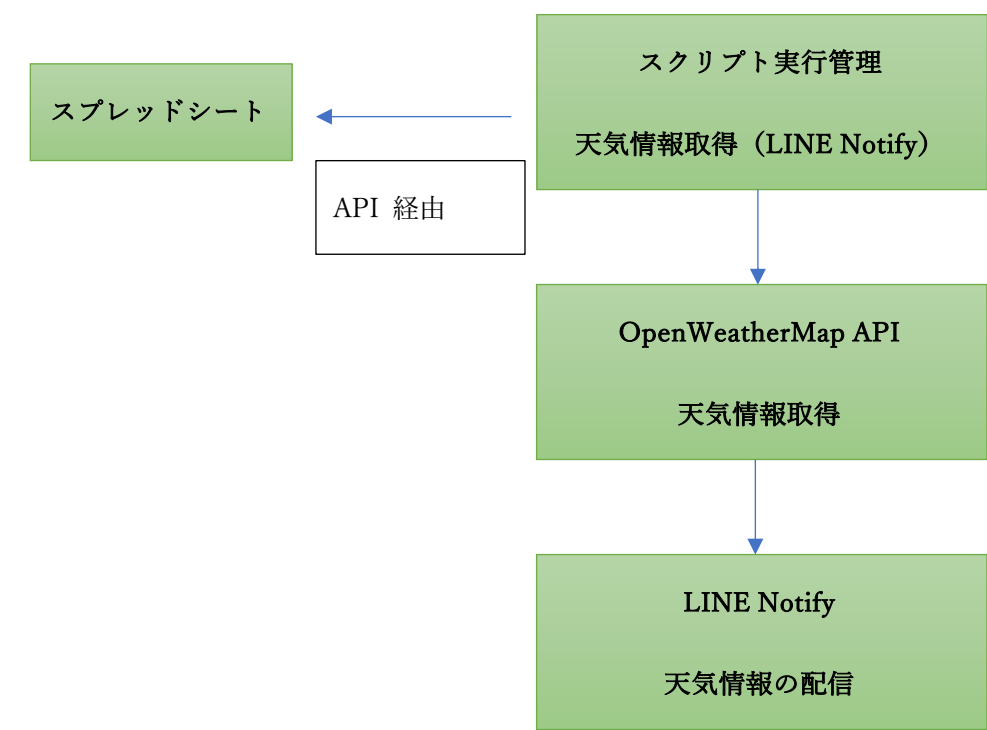 スクリプト実行管理
天気情報取得（LINE Notify）
スプレッドシート
API 経由
OpenWeatherMap API
天気情報取得
LINE Notify
天気情報の配信